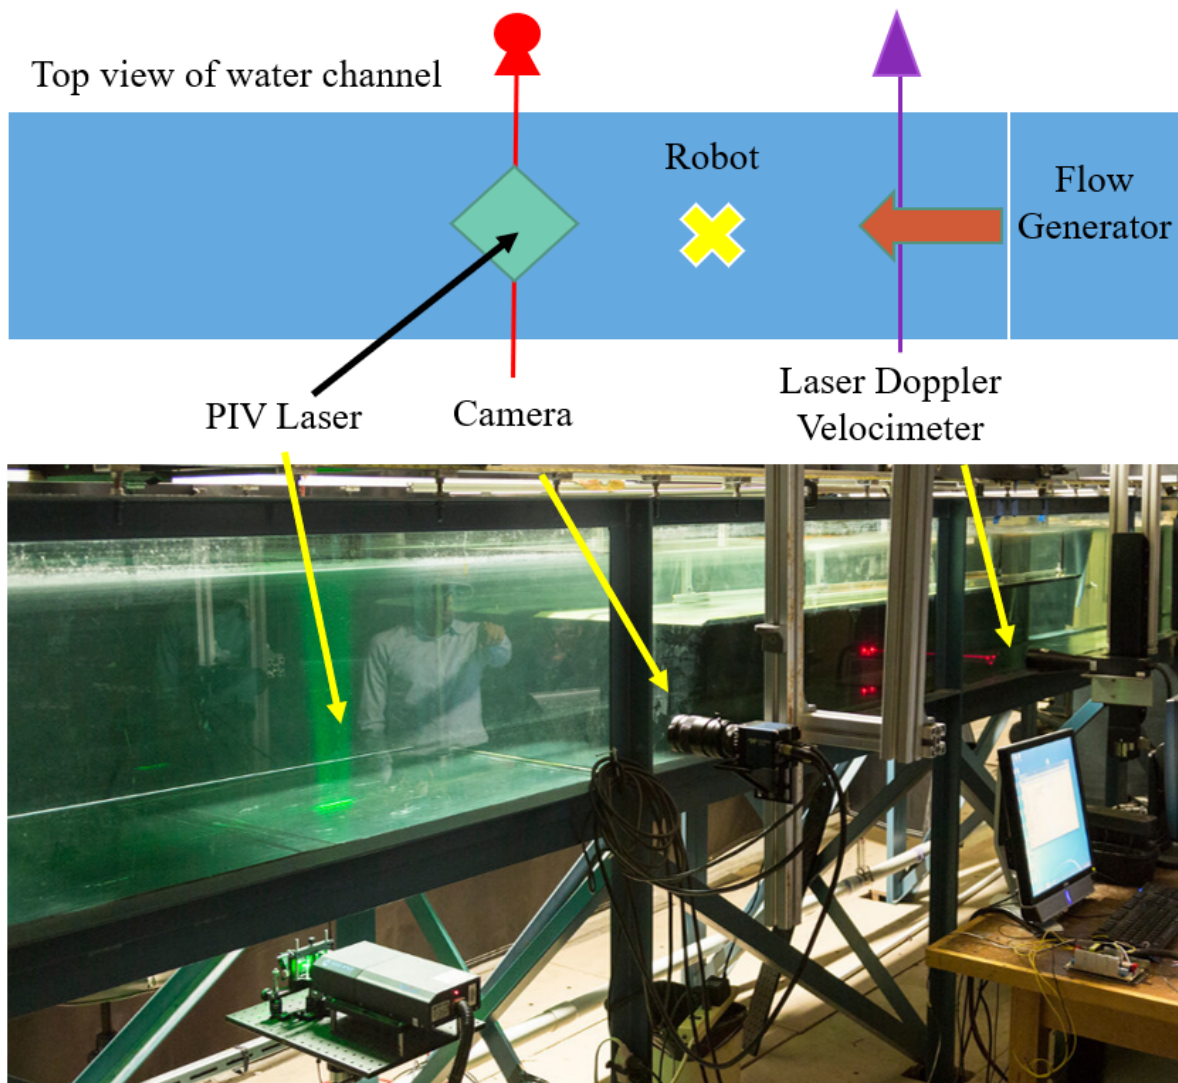 Top view of water channel
Robot
Flow
Generator
PIV Laser
Camera
Laser Doppler
Velocimeter